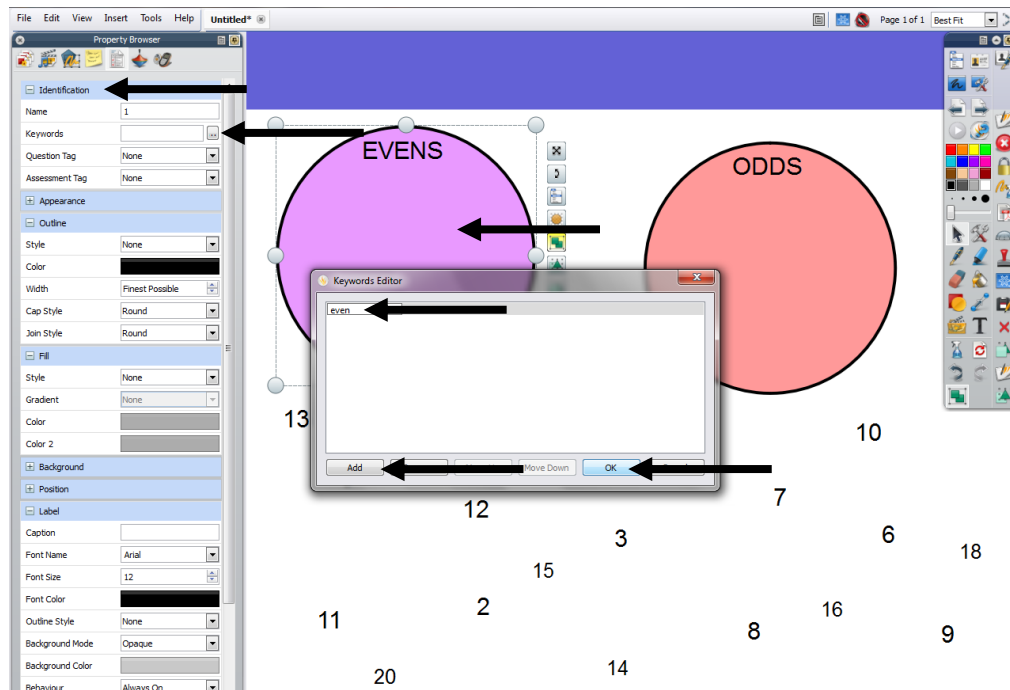 File Edit View Insert Tools Help Untitled*
Page 1 of 1 Best Fit
Property Browser
Identification
Name 1
Keywords
Question Tag None
Assessment Tag None
Appearance
Outline
Style None
Color
Width Finest Possible
Cap Style Round
Join Style Round
Fill
Style None
Gradient None
Color
Color 2
Background
Position
Label
Caption
Font Name Arial
Font Size 12
Font Color
Outline Style None
Background Mode Opaque
Background Color
Behaviour Always On
EVENS
ODDS
Keywords Editor
even
Add Move Down OK
13
10
12
7
3
6
18
15
2
11
16
8
9
14
20
T